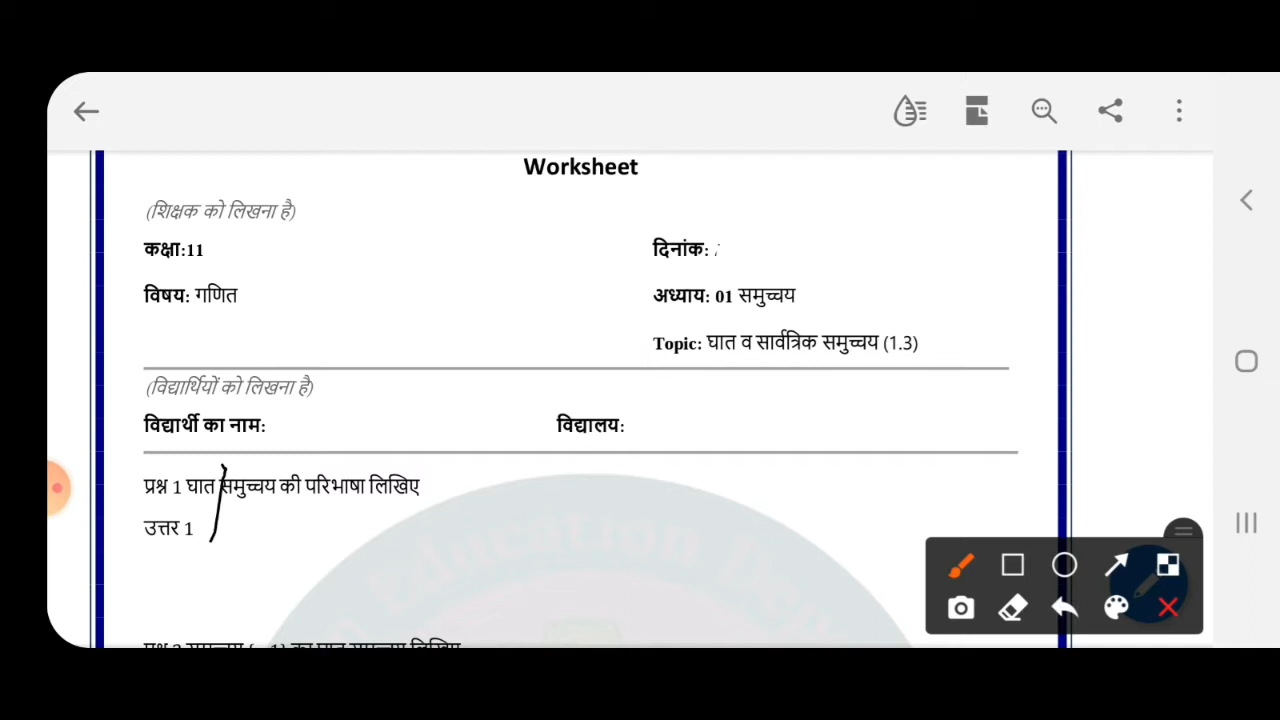 Worksheet
(शिक्षक को लिखना है)
कक्षा:11
दिनांक:
विषय: गणित
अध्याय: 01 समुच्चय
Topic: घात व सार्वत्रिक समुच्चय (1.3)
(विद्यार्थियों को लिखना है)
विद्यार्थी का नाम:
विद्यालय:
प्रश्न 1 घात समुच्चय की परिभाषा लिखिए
उत्तर 1
Education